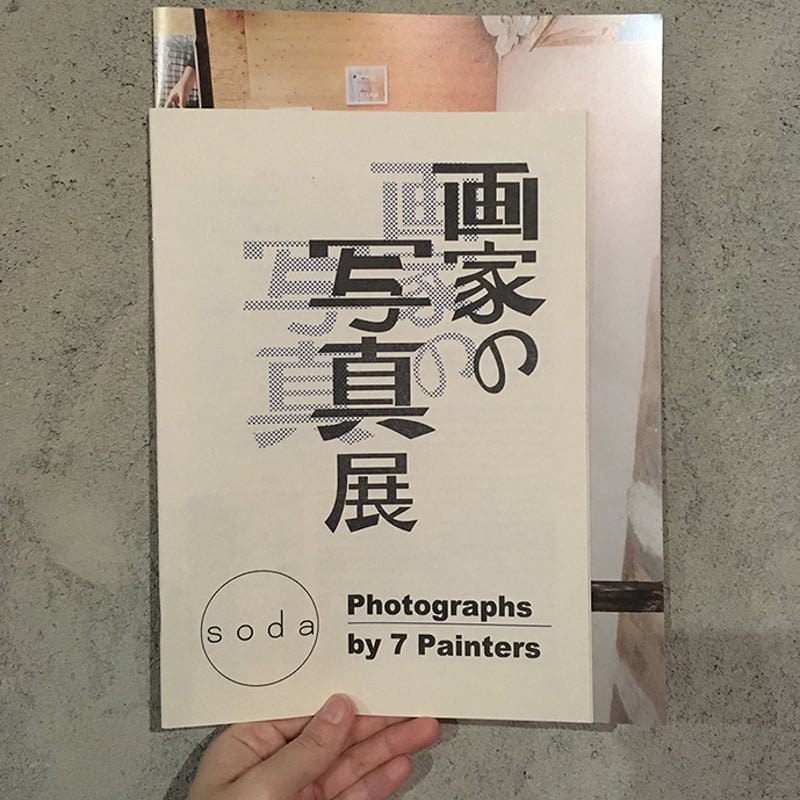 画家の
写真展
soda
Photographs
by 7 Painters